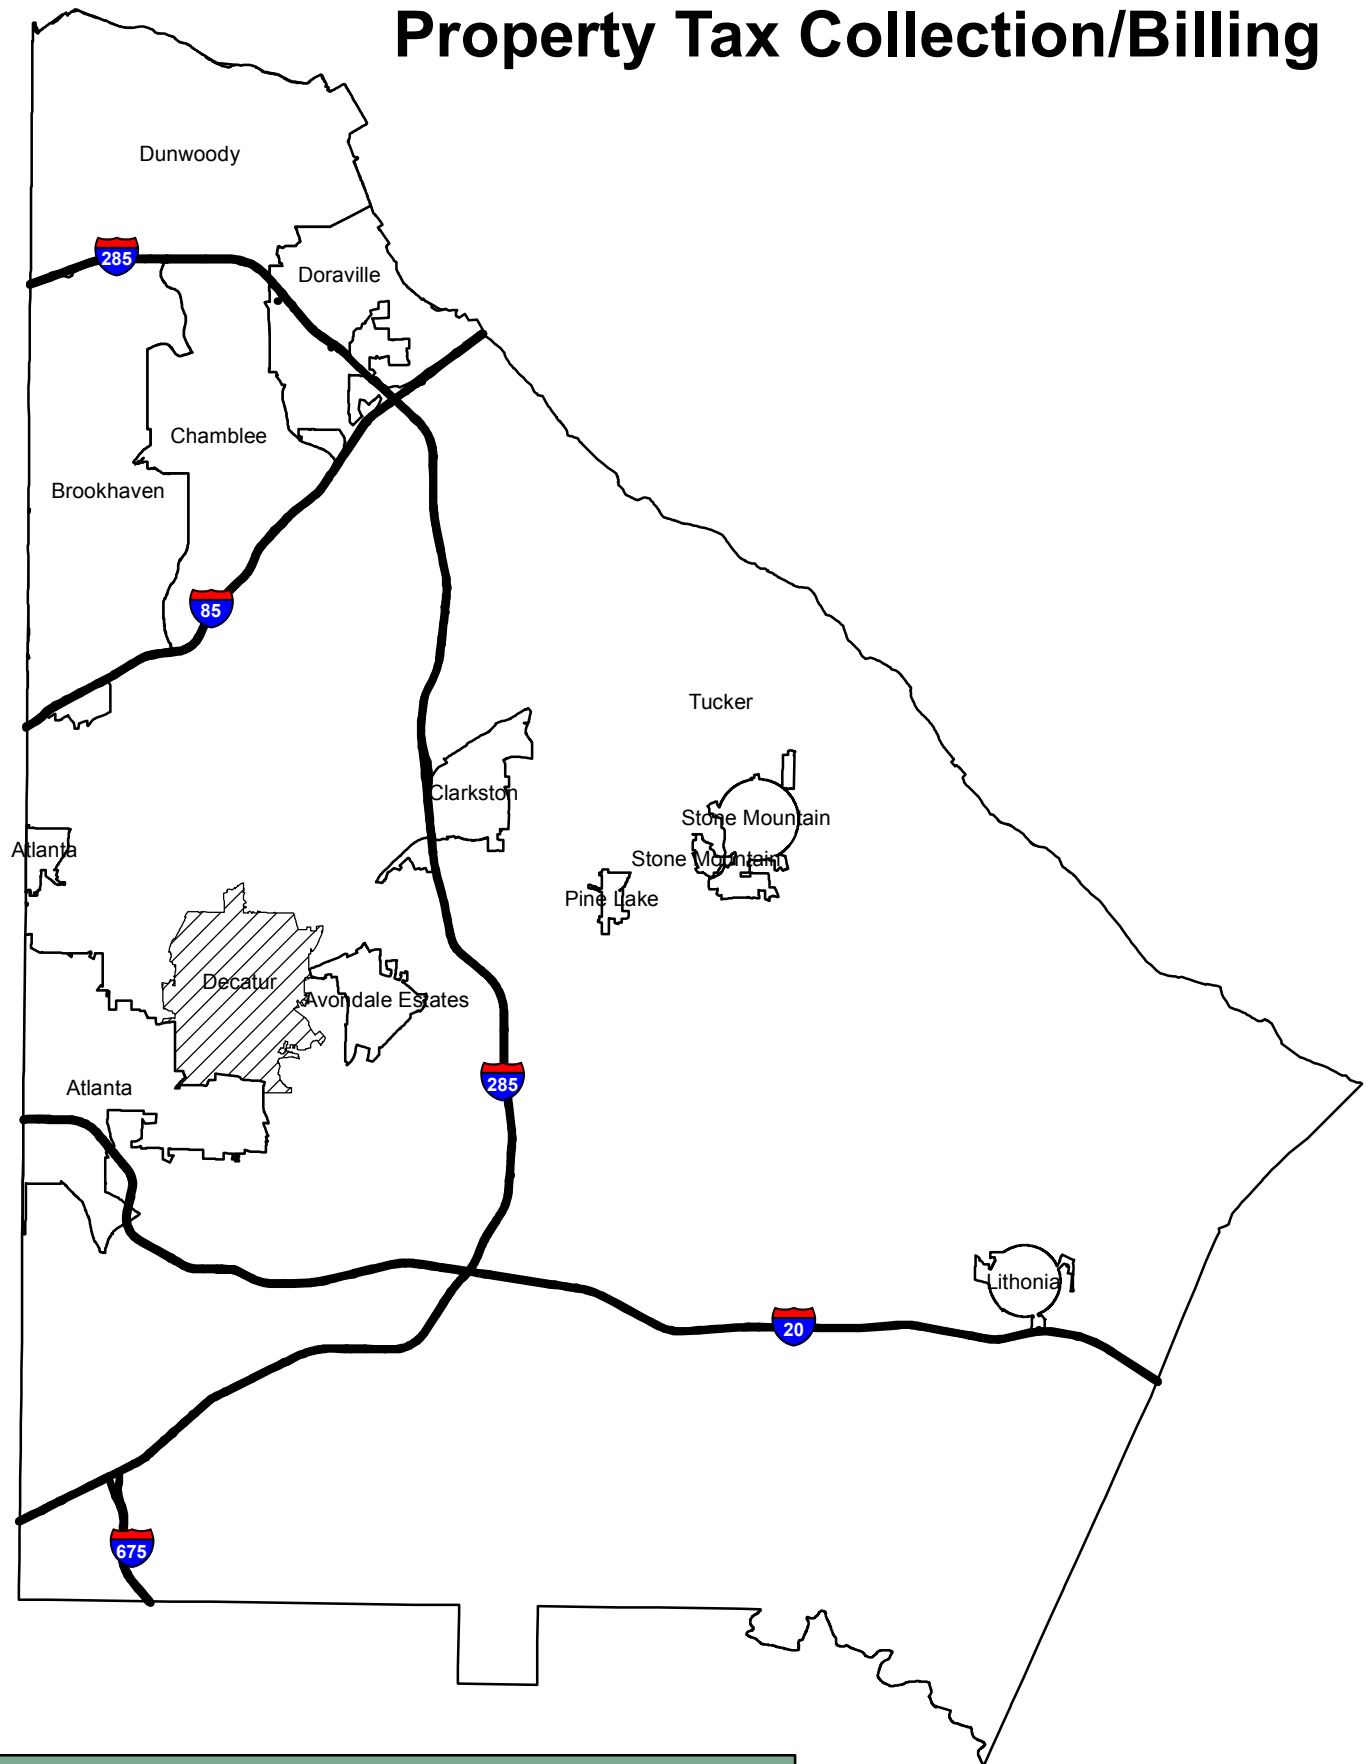 Property Tax Collection/Billing
Dunwoody
285
Doraville
Chamblee
Brookhaven
85
Tucker
Clarkston
Stone Mountain
Atlanta
Stone Mountain
Pine Lake
Decatur
Avondale Estates
285
Atlanta
Lithonia
20
675